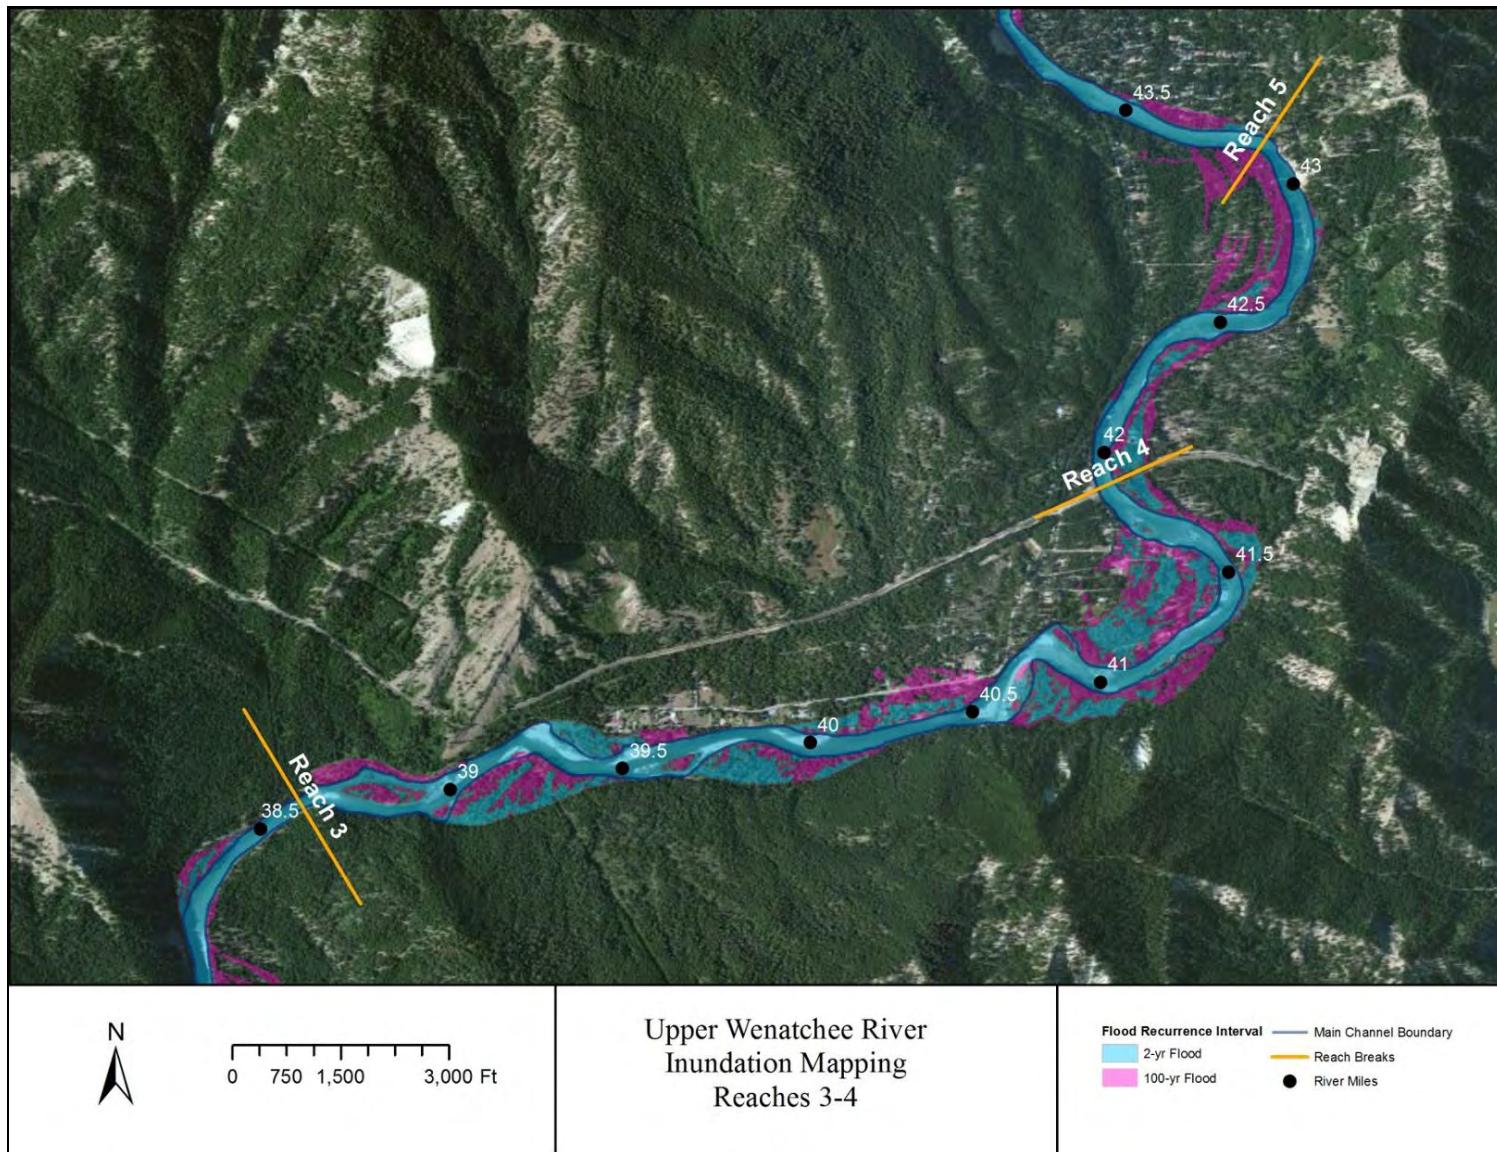 43.5
Reach 5
43
42.5
42
Reach 4
41.5
41
40.5
40
39.5
39
Reach 3
38.5
N
0 750 1,500 3,000 Ft
Upper Wenatchee River
Inundation Mapping
Reaches 3-4
Flood Recurrence Interval
2-yr Flood
100-yr Flood
Main Channel Boundary
Reach Breaks
River Miles